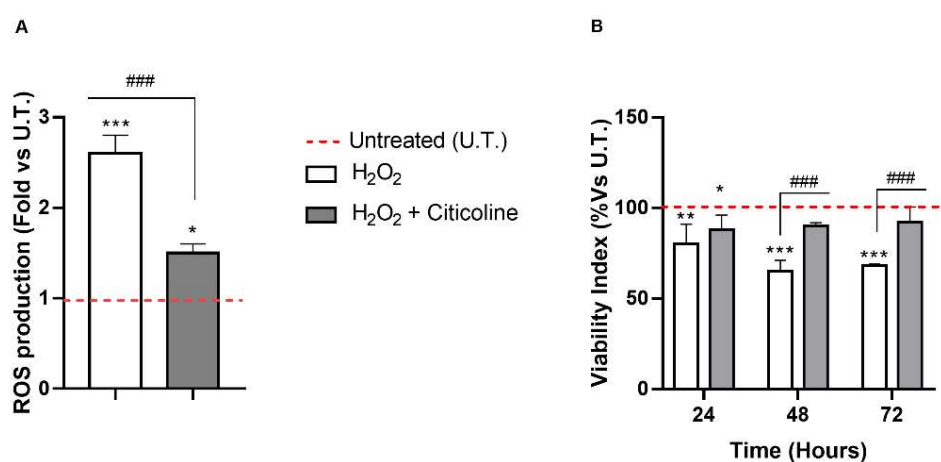 A
ROS production (Fold vs U.T.)
3
2
1
0
###
***
*
Untreated (U.T.)
H₂O₂
H₂O₂ + Citicoline
B
Viability Index (%Vs U.T.)
150
100
50
0
**
*
***
###
***
###
24
48
72
Time (Hours)